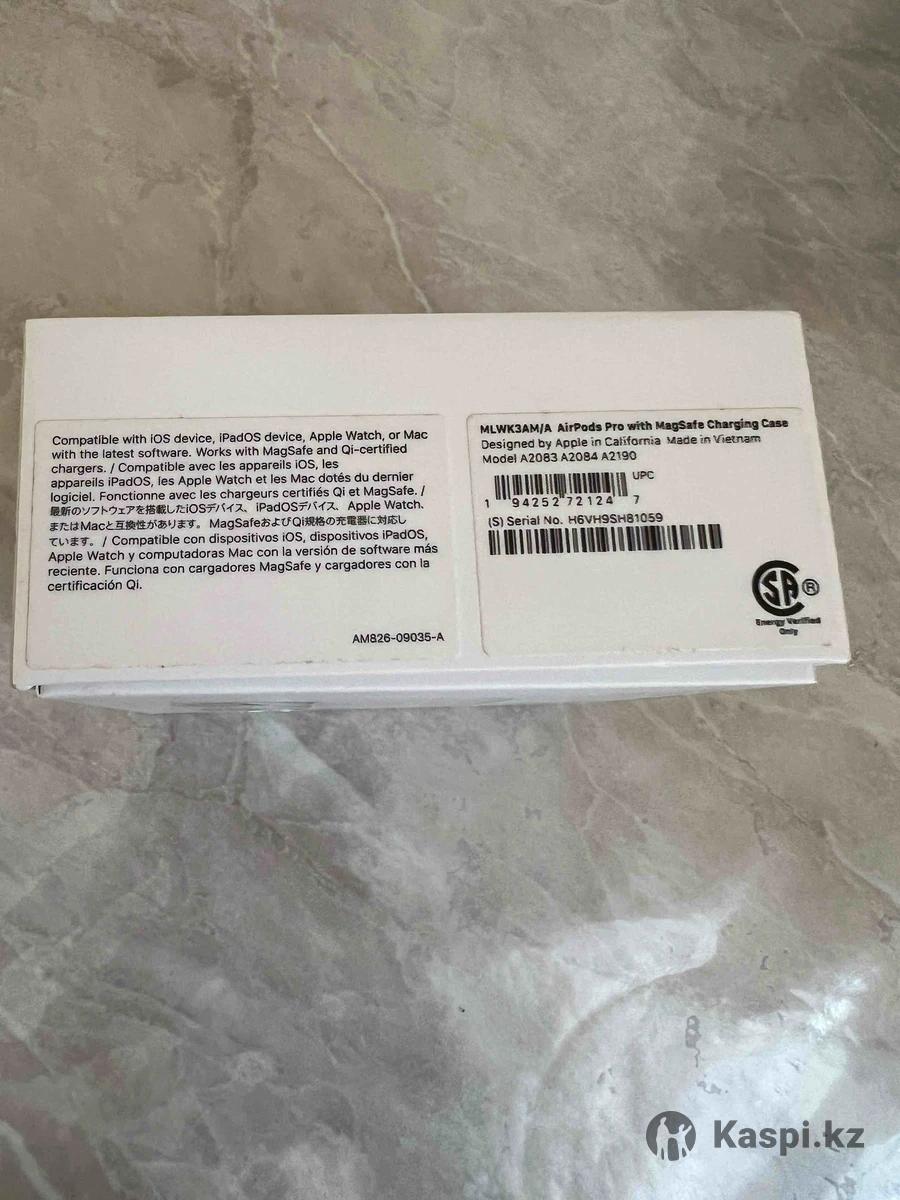 Compatible with iOS device, iPadOS device, Apple Watch, or Mac
with the latest software. Works with MagSafe and Qi-certified
chargers. / Compatible avec les appareils iOS, les
appareils iPadOS, les Apple Watch et les Mac dotés du dernier
logiciel. Fonctionne avec les chargeurs certifiés Qi et MagSafe. /
最新のソフトウェアを搭載したiOSデバイス、iPadOSデバイス、Apple Watch、
またはMacと互換性があります。 MagSafeおよびQi規格の充電器に対応し
ています。 / Compatible con dispositivos iOS, dispositivos iPadOS,
Apple Watch y computadoras Mac con la versión de software más
reciente. Funciona con cargadores MagSafe y cargadores con la
certificación Qi.
AM826-09035-A
MLWK3AM/A AirPods Pro with MagSafe Charging Case
Designed by Apple in California Made in Vietnam
Model A2083 A2084 A2190
UPC
1 94252 72124 7
(S) Serial No. H6VH9SH81059
SA ®
Energy Verified
Only
Kaspi.kz